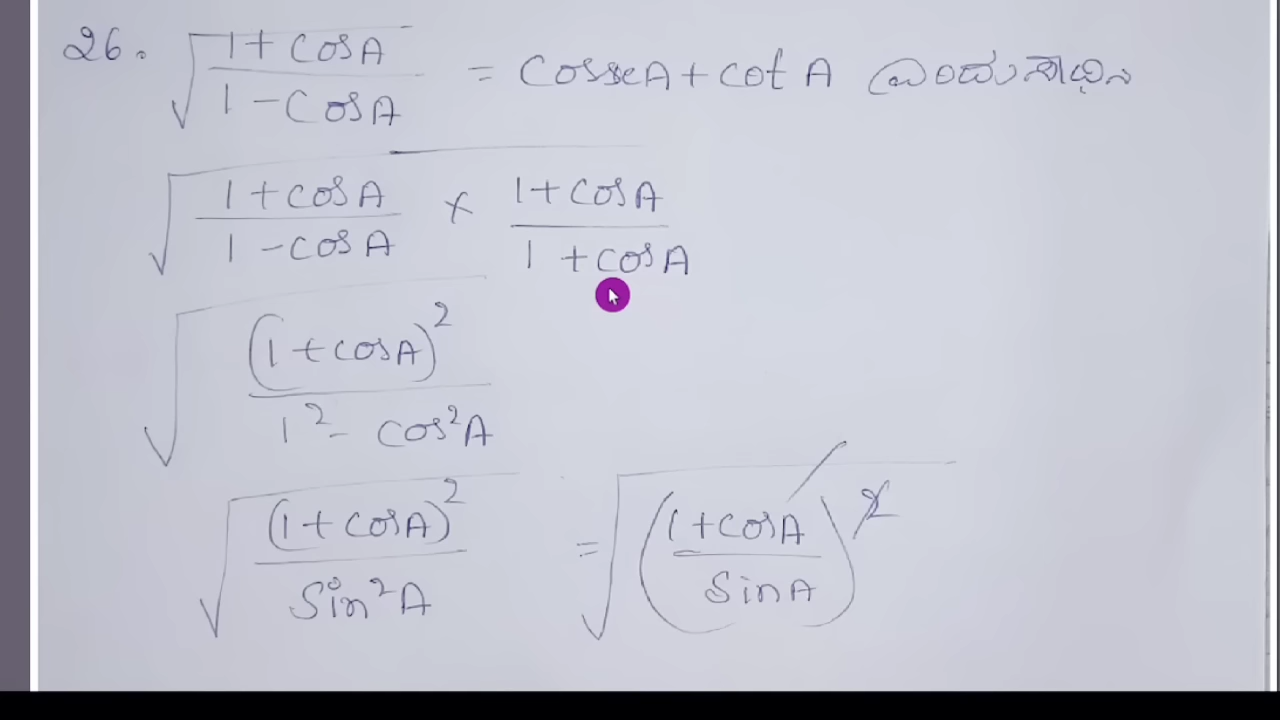 26. √(1 + cosA / 1 - cosA) = cosecA + cot A ಎಂದು ಸಾಧಿಸಿ
√(1 + cosA / 1 - cosA × 1 + cosA / 1 + cosA)
√((1 + cosA)² / 1² - cos²A)
√((1 + cosA)² / Sin²A) = √(1 + cosA / SinA)²